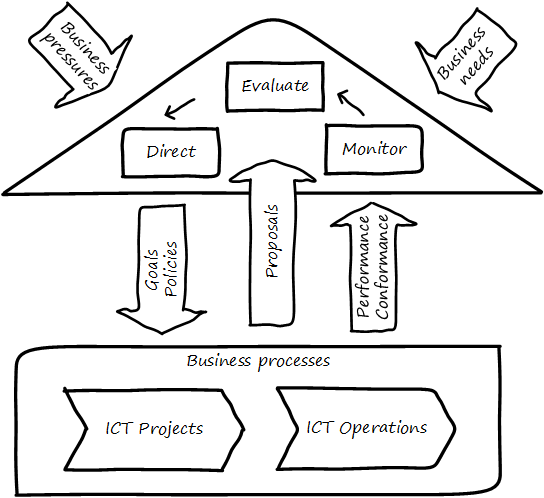 Business
pressures
Business
needs
Evaluate
Direct
Monitor
Goals
Policies
Proposals
Performance
Conformance
Business processes
ICT Projects
ICT Operations